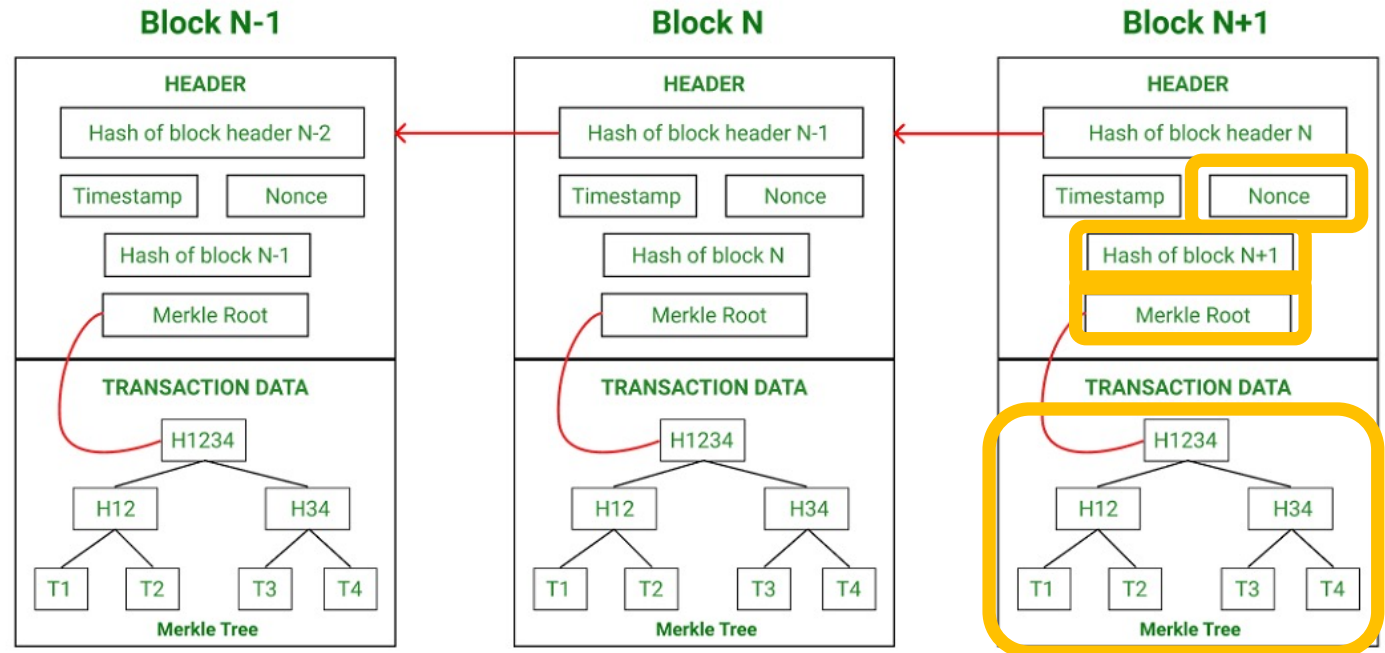 Block N-1
HEADER
Hash of block header N-2
Timestamp
Nonce
Hash of block N-1
Merkle Root
TRANSACTION DATA
H1234
H12
H34
T1
T2
T3
T4
Merkle Tree
Block N
HEADER
Hash of block header N-1
Timestamp
Nonce
Hash of block N
Merkle Root
TRANSACTION DATA
H1234
H12
H34
T1
T2
T3
T4
Merkle Tree
Block N+1
HEADER
Hash of block header N
Timestamp
Nonce
Hash of block N+1
Merkle Root
TRANSACTION DATA
H1234
H12
H34
T1
T2
T3
T4
Merkle Tree